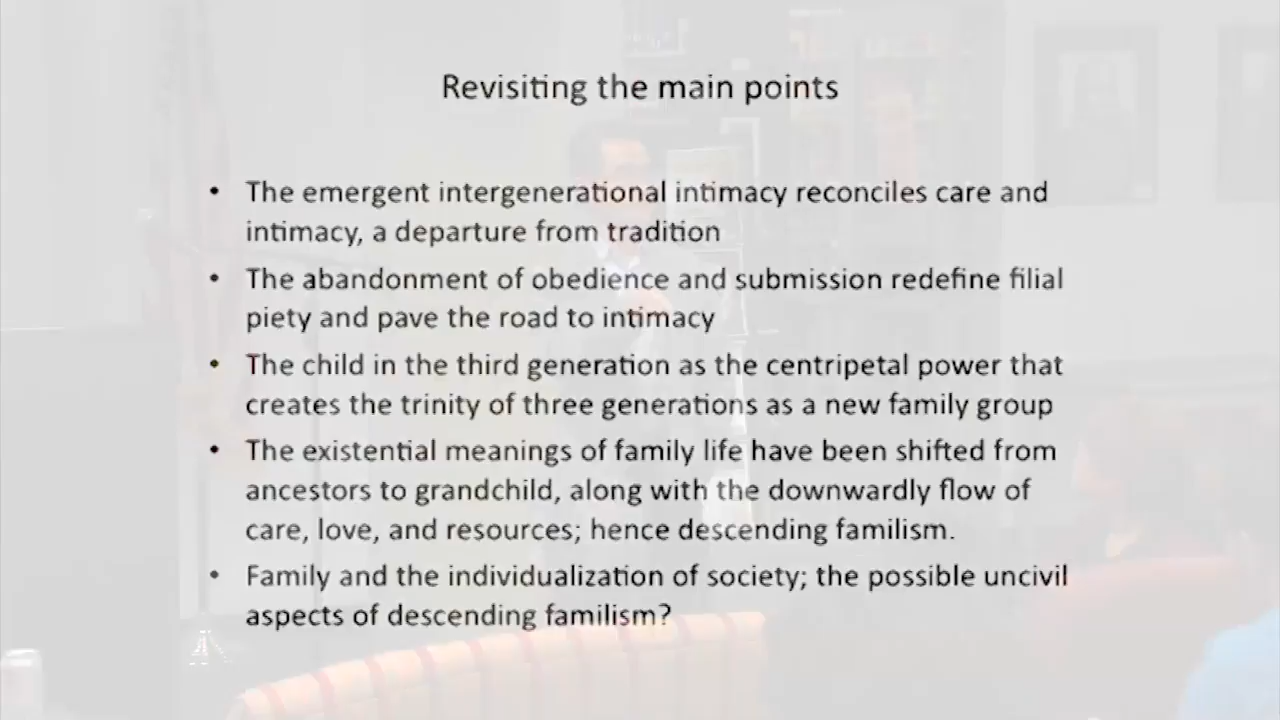 Revisiting the main points
• The emergent intergenerational intimacy reconciles care and
intimacy, a departure from tradition
• The abandonment of obedience and submission redefine filial
piety and pave the road to intimacy
• The child in the third generation as the centripetal power that
creates the trinity of three generations as a new family group
• The existential meanings of family life have been shifted from
ancestors to grandchild, along with the downwardly flow of
care, love, and resources; hence descending familism.
• Family and the individualization of society; the possible uncivil
aspects of descending familism?